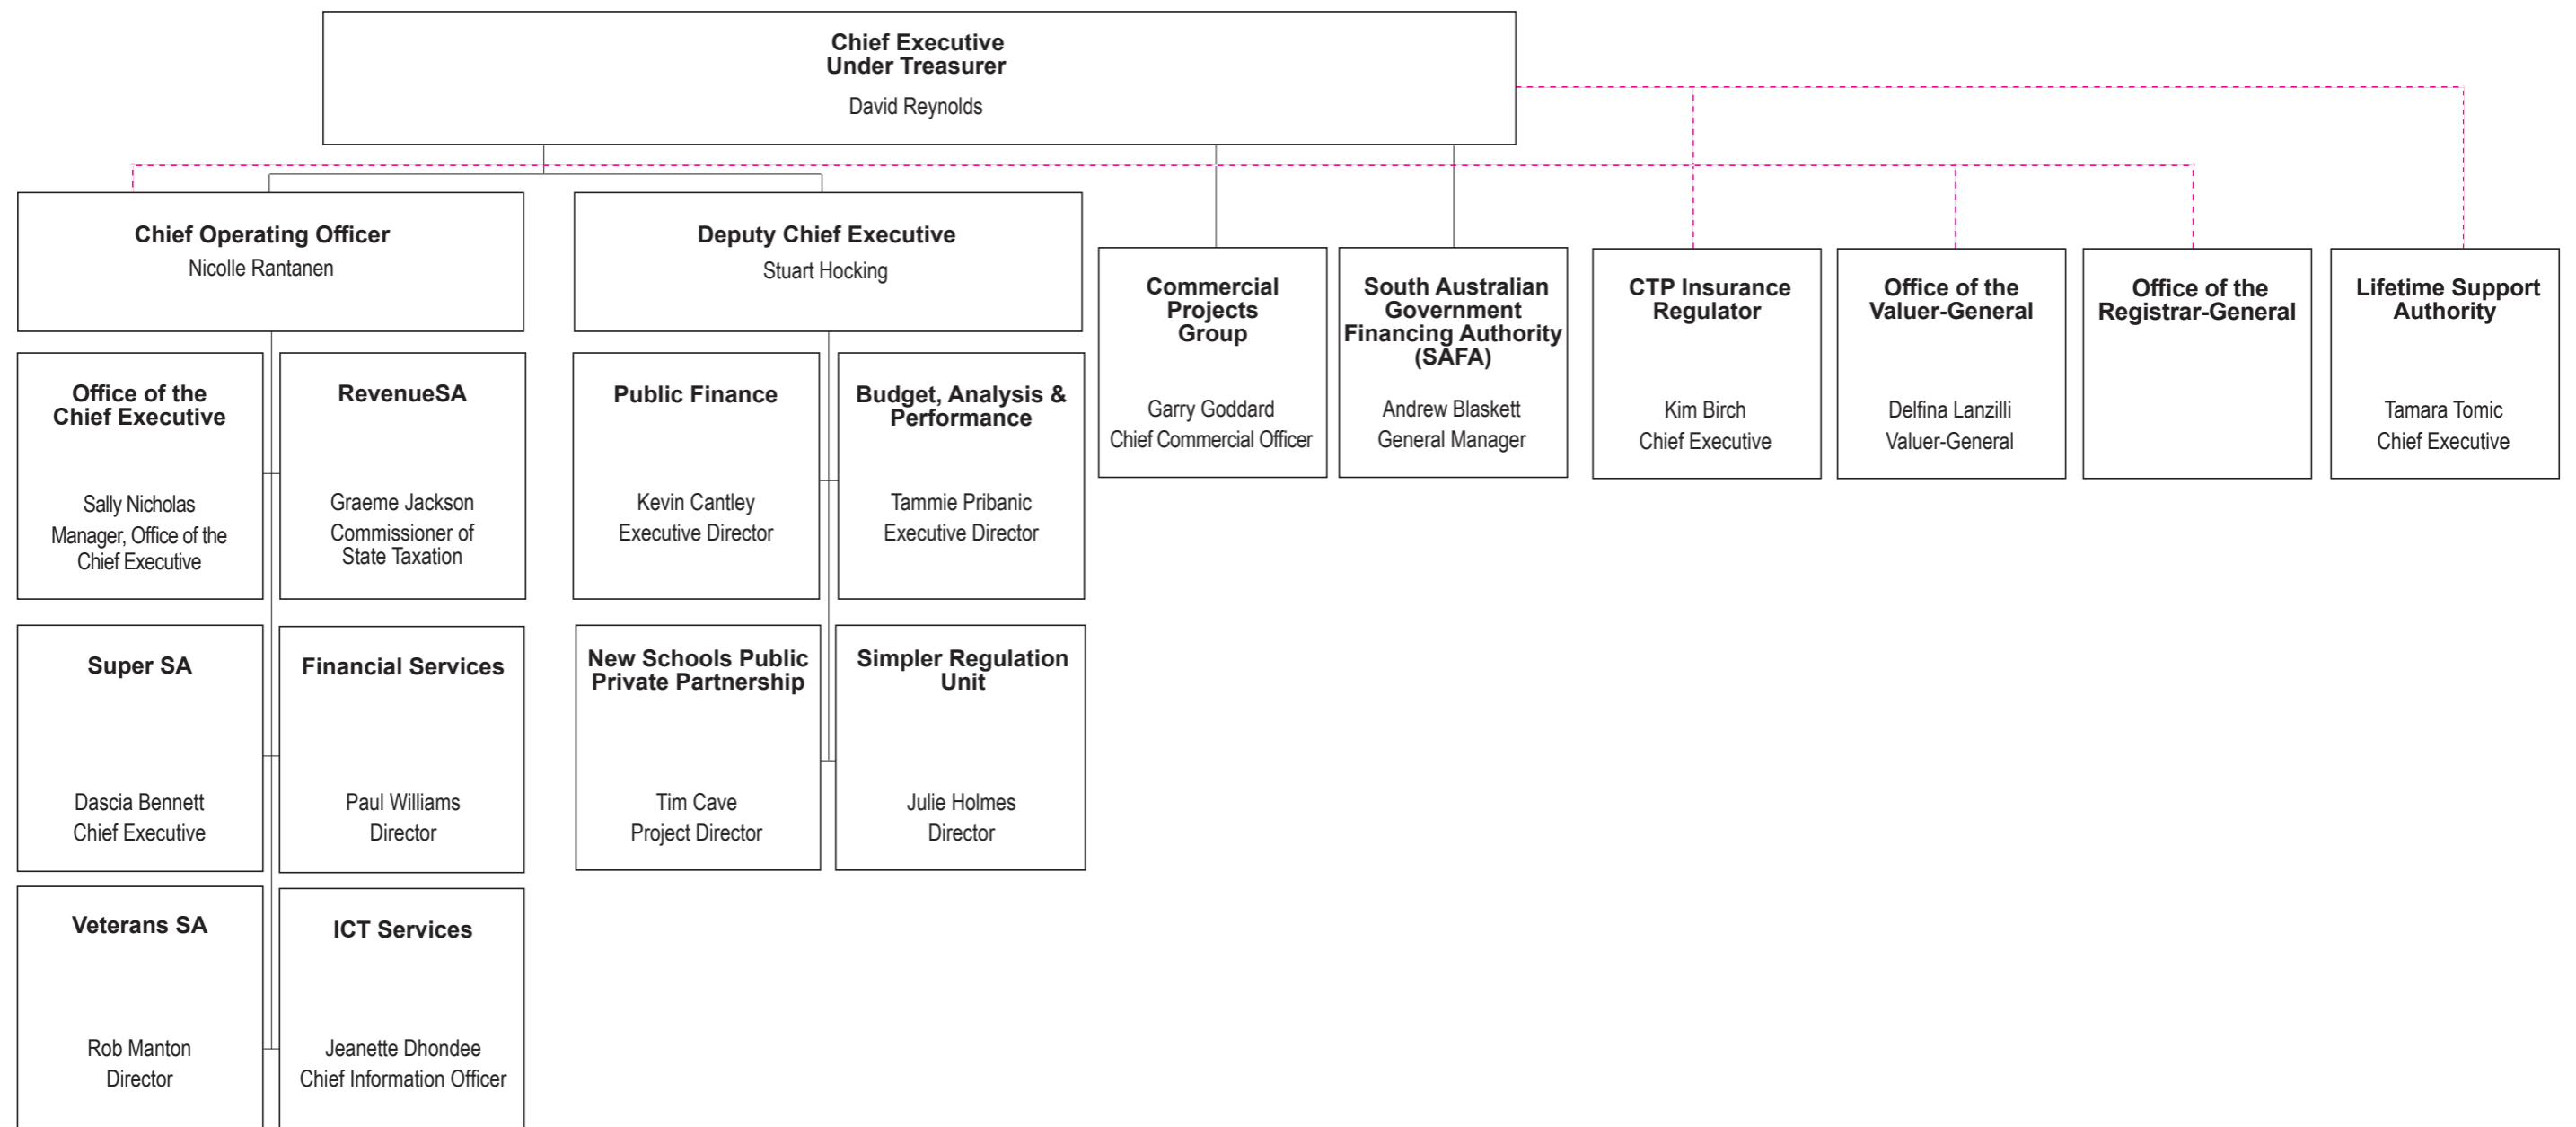 Chief Executive
Under Treasurer
David Reynolds
Chief Operating Officer
Nicolle Rantanen
Deputy Chief Executive
Stuart Hocking
Commercial
Projects
Group
Garry Goddard
Chief Commercial Officer
South Australian
Government
Financing Authority
(SAFA)
Andrew Blaskett
General Manager
CTP Insurance
Regulator
Kim Birch
Chief Executive
Office of the
Valuer-General
Delfina Lanzilli
Valuer-General
Office of the
Registrar-General
Lifetime Support
Authority
Tamara Tomic
Chief Executive
Office of the
Chief Executive
Sally Nicholas
Manager, Office of the
Chief Executive
RevenueSA
Graeme Jackson
Commissioner of
State Taxation
Public Finance
Kevin Cantley
Executive Director
Budget, Analysis &
Performance
Tammie Pribanic
Executive Director
Super SA
Dascia Bennett
Chief Executive
Financial Services
Paul Williams
Director
New Schools Public
Private Partnership
Tim Cave
Project Director
Simpler Regulation
Unit
Julie Holmes
Director
Veterans SA
Rob Manton
Director
ICT Services
Jeanette Dhondee
Chief Information Officer